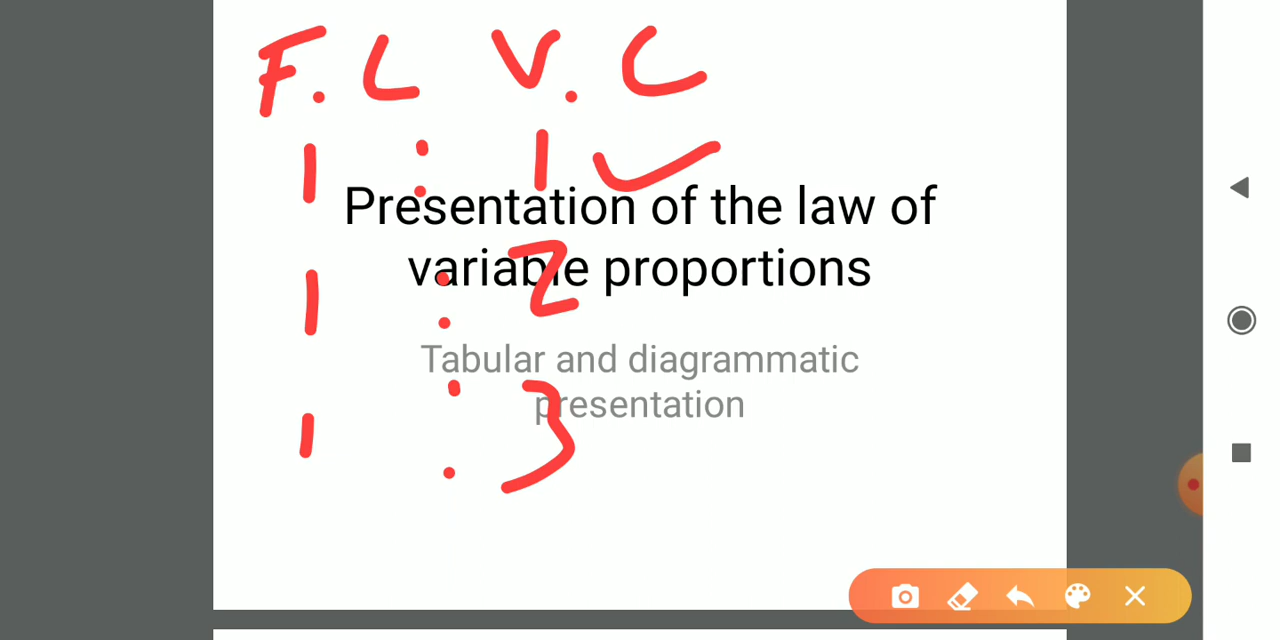 F. C V. C
1 : 1
Presentation of the law of
variable proportions
1 : 2
Tabular and diagrammatic
presentation
1 : 3